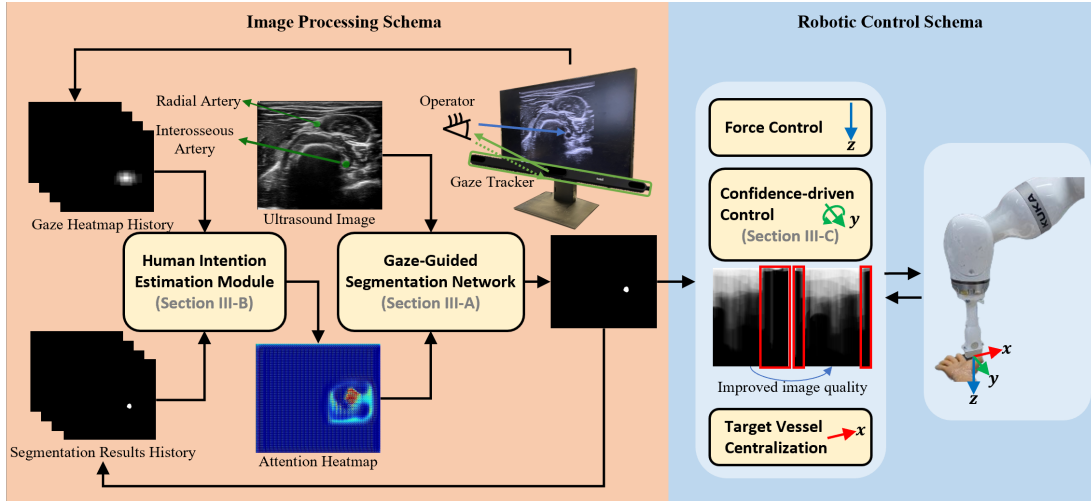 Image Processing Schema
Robotic Control Schema
Radial Artery
Interosseous
Artery
Operator
Gaze Tracker
Gaze Heatmap History
Ultrasound Image
Human Intention
Estimation Module
(Section III-B)
Gaze-Guided
Segmentation Network
(Section III-A)
Segmentation Results History
Attention Heatmap
Force Control
z
Confidence-driven
Control
(Section III-C)
y
Improved image quality
Target Vessel
Centralization
x
KUKA
x
y
z